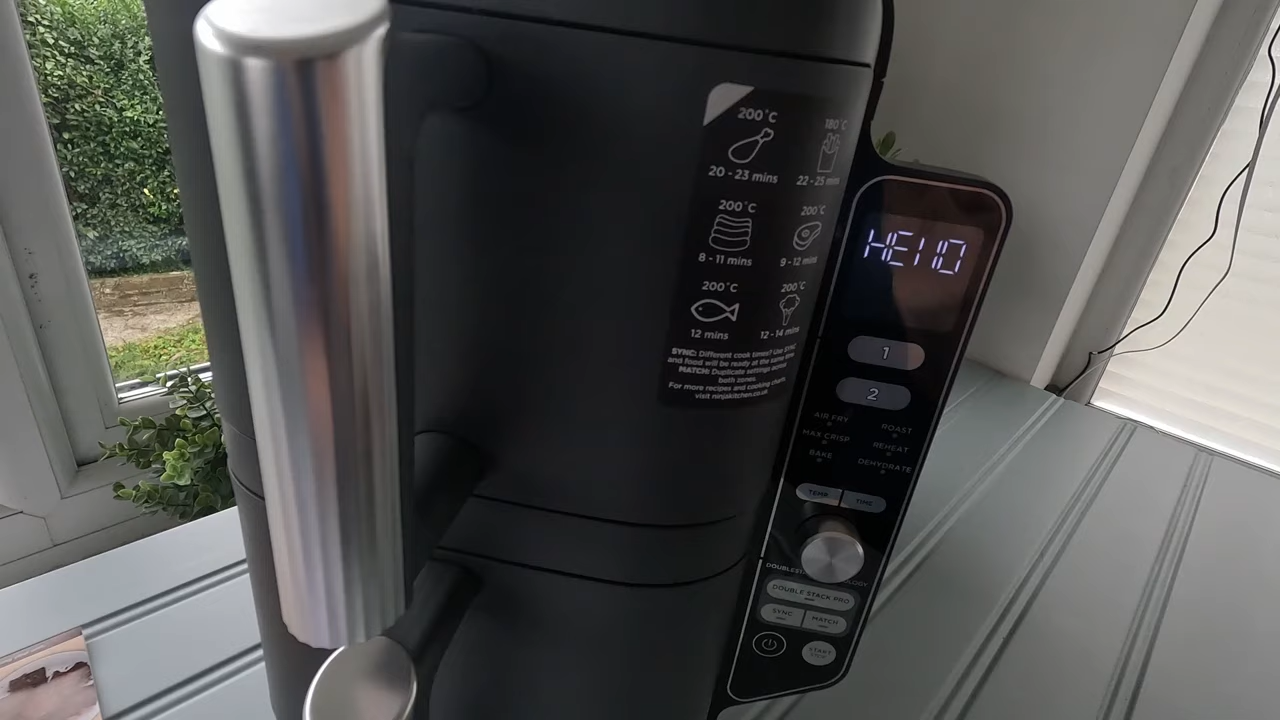 200°C
180°C
20 - 23 mins
22 - 25 mins
200°C
200°C
8 - 11 mins
9 - 12 mins
200°C
200°C
12 mins
12 - 14 mins
SYNC: Different cook times? Use SYNC
and food will be ready at the same time
MATCH: Duplicate settings across
both zones.
For more recipes and cooking charts
visit ninjakitchen.co.uk
1
2
AIR FRY
ROAST
MAX CRISP
REHEAT
BAKE
DEHYDRATE
TEMP
TIME
DOUBLE STACK PRO
SYNC
MATCH
START
STOP